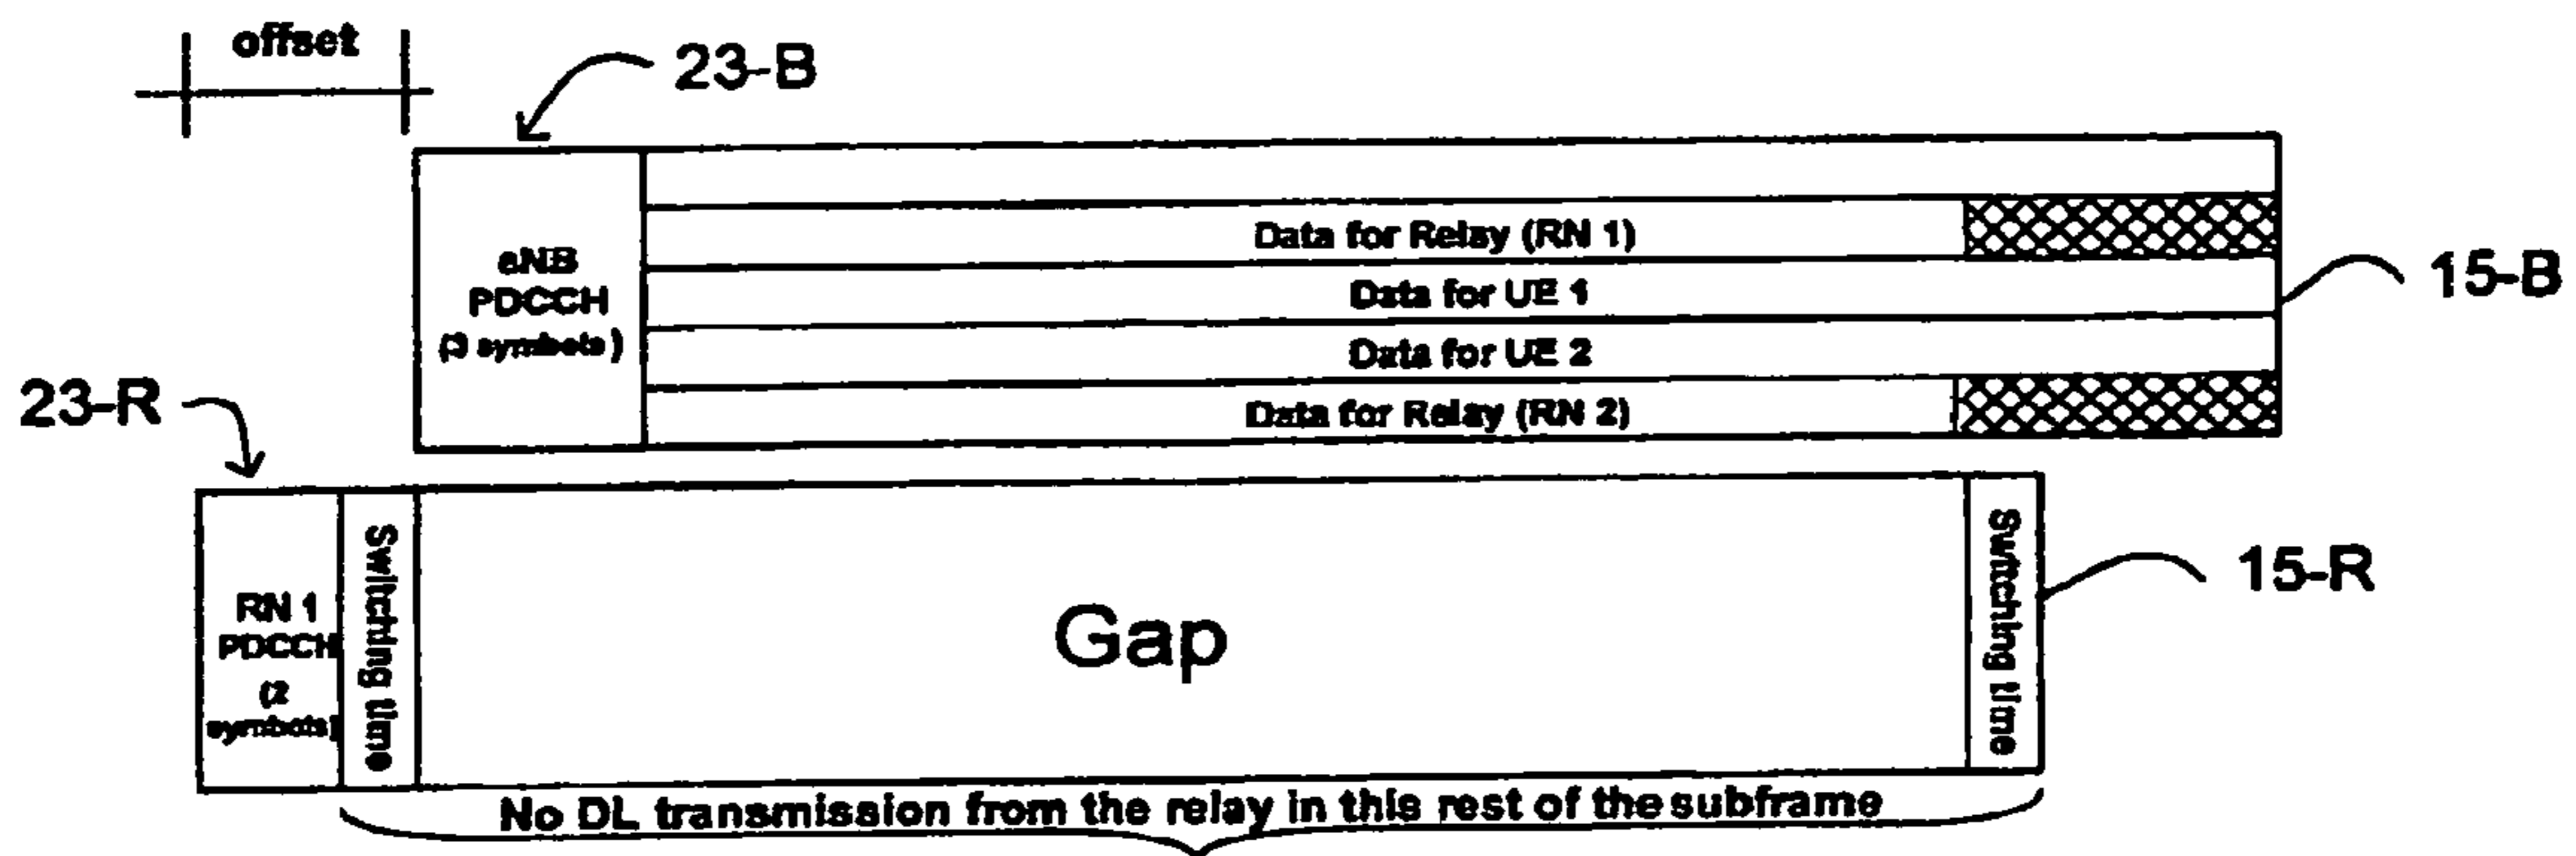 offset
23-B
Data for Relay (RN 1)
eNB
PDCCH
(3 symbols)
Data for UE 1
15-B
Data for UE 2
23-R
Data for Relay (RN 2)
RN 1
PDCCH
(2
symbols)
Switching time
Gap
Switching time
15-R
No DL transmission from the relay in this rest of the subframe